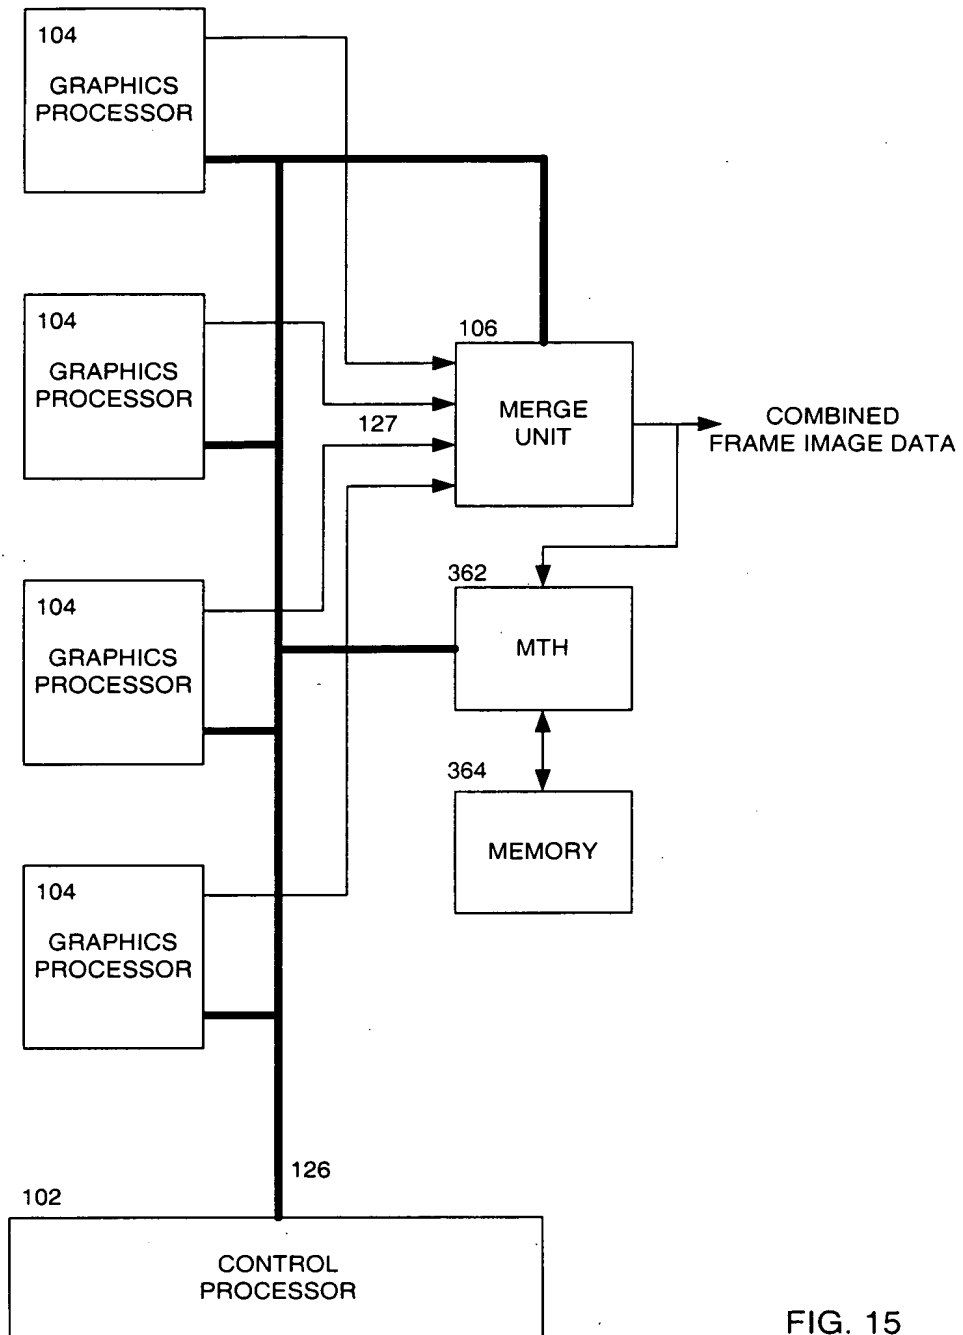 104
GRAPHICS
PROCESSOR
104
GRAPHICS
PROCESSOR
106
MERGE
UNIT
127
COMBINED
FRAME IMAGE DATA
104
GRAPHICS
PROCESSOR
362
MTH
364
MEMORY
104
GRAPHICS
PROCESSOR
126
102
CONTROL
PROCESSOR
FIG. 15